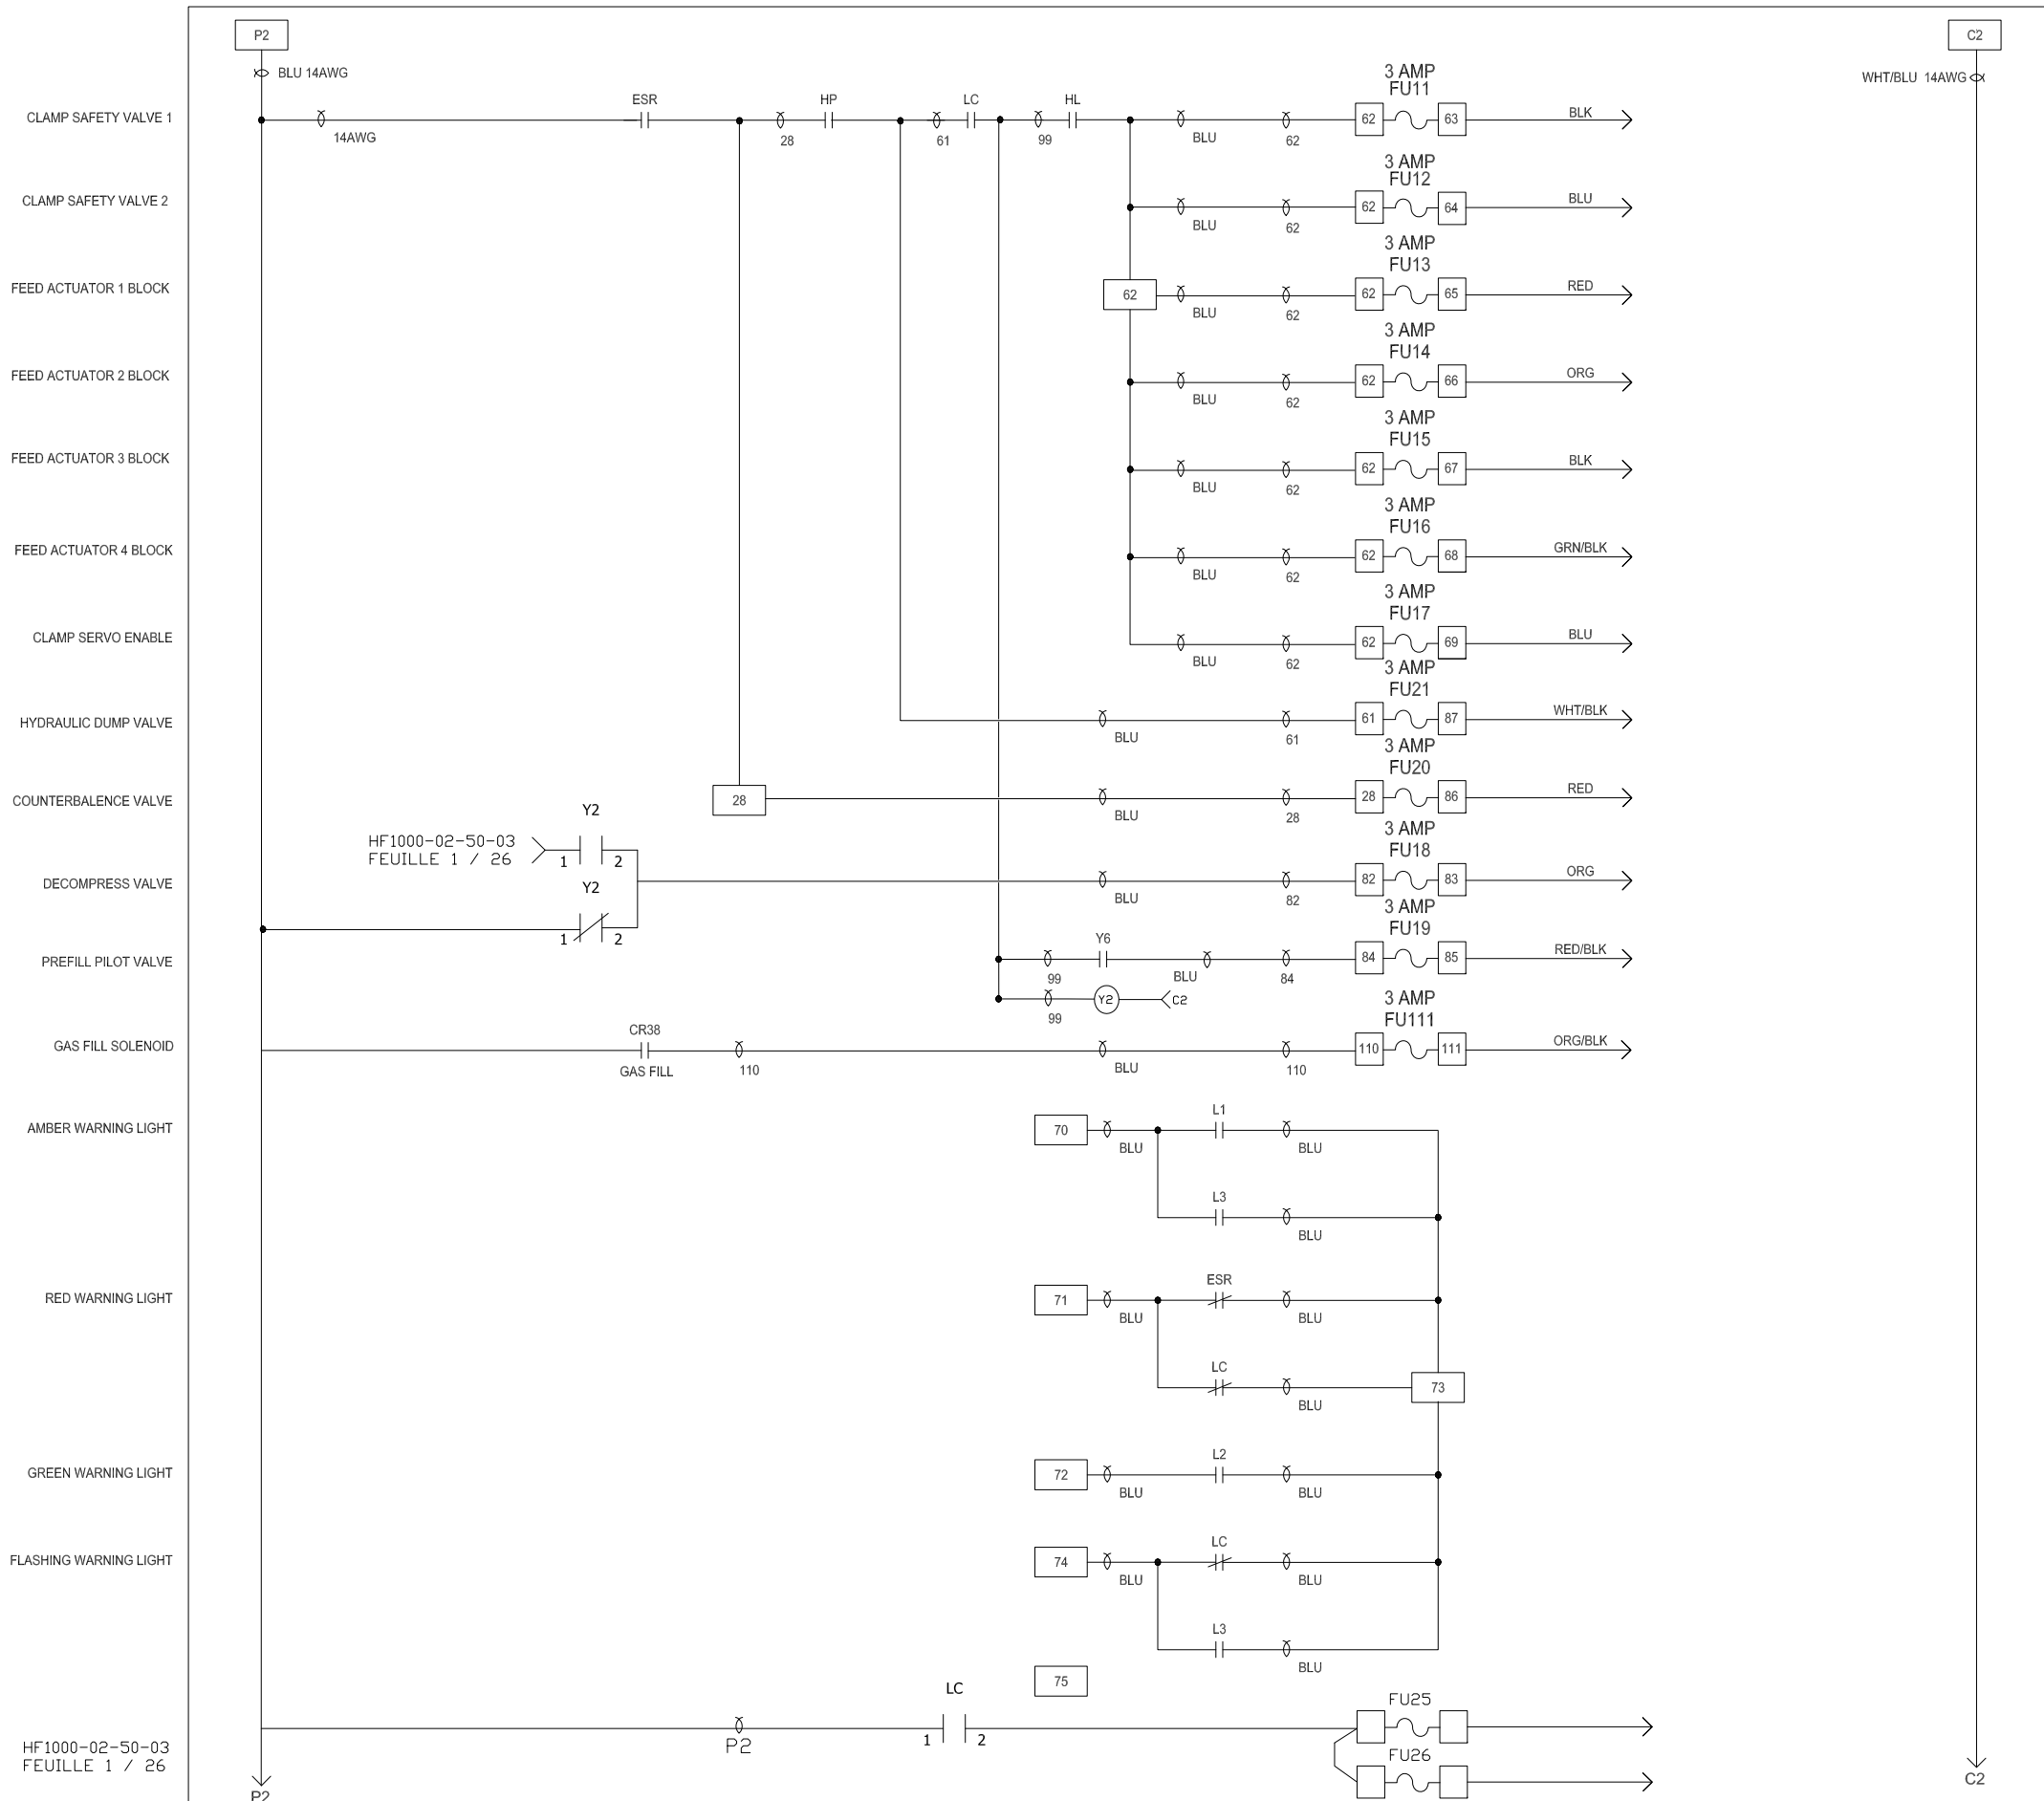 P2
C2
BLU 14AWG
WHT/BLU 14AWG
CLAMP SAFETY VALVE 1
14AWG
ESR
28
HP
61
LC
99
HL
BLU
62
3 AMP
FU11
62
63
BLK
CLAMP SAFETY VALVE 2
BLU
62
3 AMP
FU12
62
64
BLU
FEED ACTUATOR 1 BLOCK
62
BLU
62
3 AMP
FU13
62
65
RED
FEED ACTUATOR 2 BLOCK
BLU
62
3 AMP
FU14
62
66
ORG
FEED ACTUATOR 3 BLOCK
BLU
62
3 AMP
FU15
62
67
BLK
FEED ACTUATOR 4 BLOCK
BLU
62
3 AMP
FU16
62
68
GRN/BLK
CLAMP SERVO ENABLE
BLU
62
3 AMP
FU17
62
69
BLU
HYDRAULIC DUMP VALVE
BLU
61
3 AMP
FU21
61
87
WHT/BLK
COUNTERBALENCE VALVE
28
BLU
28
3 AMP
FU20
28
86
RED
HF1000-02-50-03
FEUILLE 1 / 26
Y2
1
2
DECOMPRESS VALVE
Y2
1
2
BLU
82
3 AMP
FU18
82
83
ORG
PREFILL PILOT VALVE
99
Y6
BLU
84
3 AMP
FU19
84
85
RED/BLK
99
Y2
C2
GAS FILL SOLENOID
CR38
GAS FILL
110
BLU
110
3 AMP
FU111
110
111
ORG/BLK
AMBER WARNING LIGHT
70
BLU
L1
BLU
L3
BLU
RED WARNING LIGHT
71
BLU
ESR
BLU
LC
BLU
73
GREEN WARNING LIGHT
72
BLU
L2
BLU
FLASHING WARNING LIGHT
74
BLU
LC
BLU
L3
BLU
75
P2
LC
1
2
FU25
FU26
HF1000-02-50-03
FEUILLE 1 / 26
P2
C2